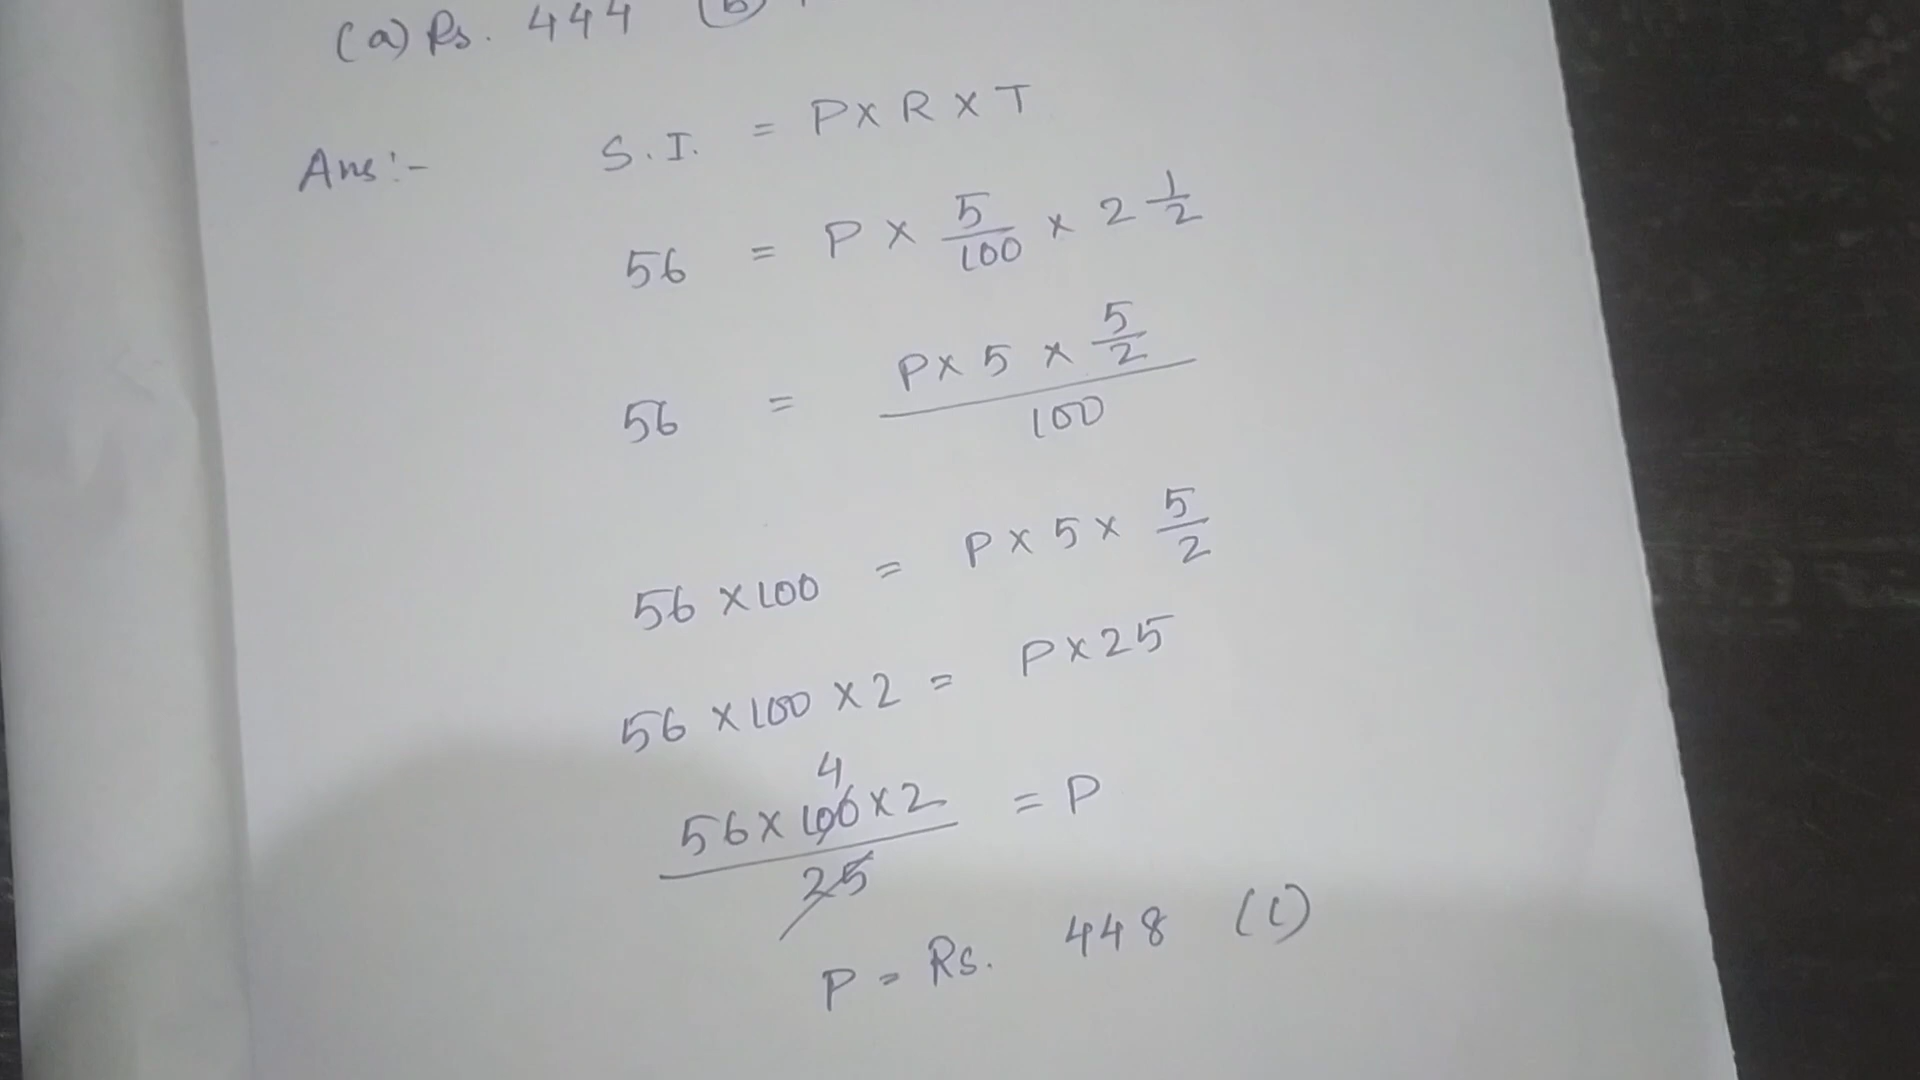 (a) Rs. 444 (b)
Ans:- S.I. = P x R x T
56 = P x 5/100 x 2 1/2
56 = P x 5 x 5/2 / 100
56 x 100 = P x 5 x 5/2
56 x 100 x 2 = P x 25
4
56 x 100 x 2 / 25 = P
P = Rs. 448 (c)